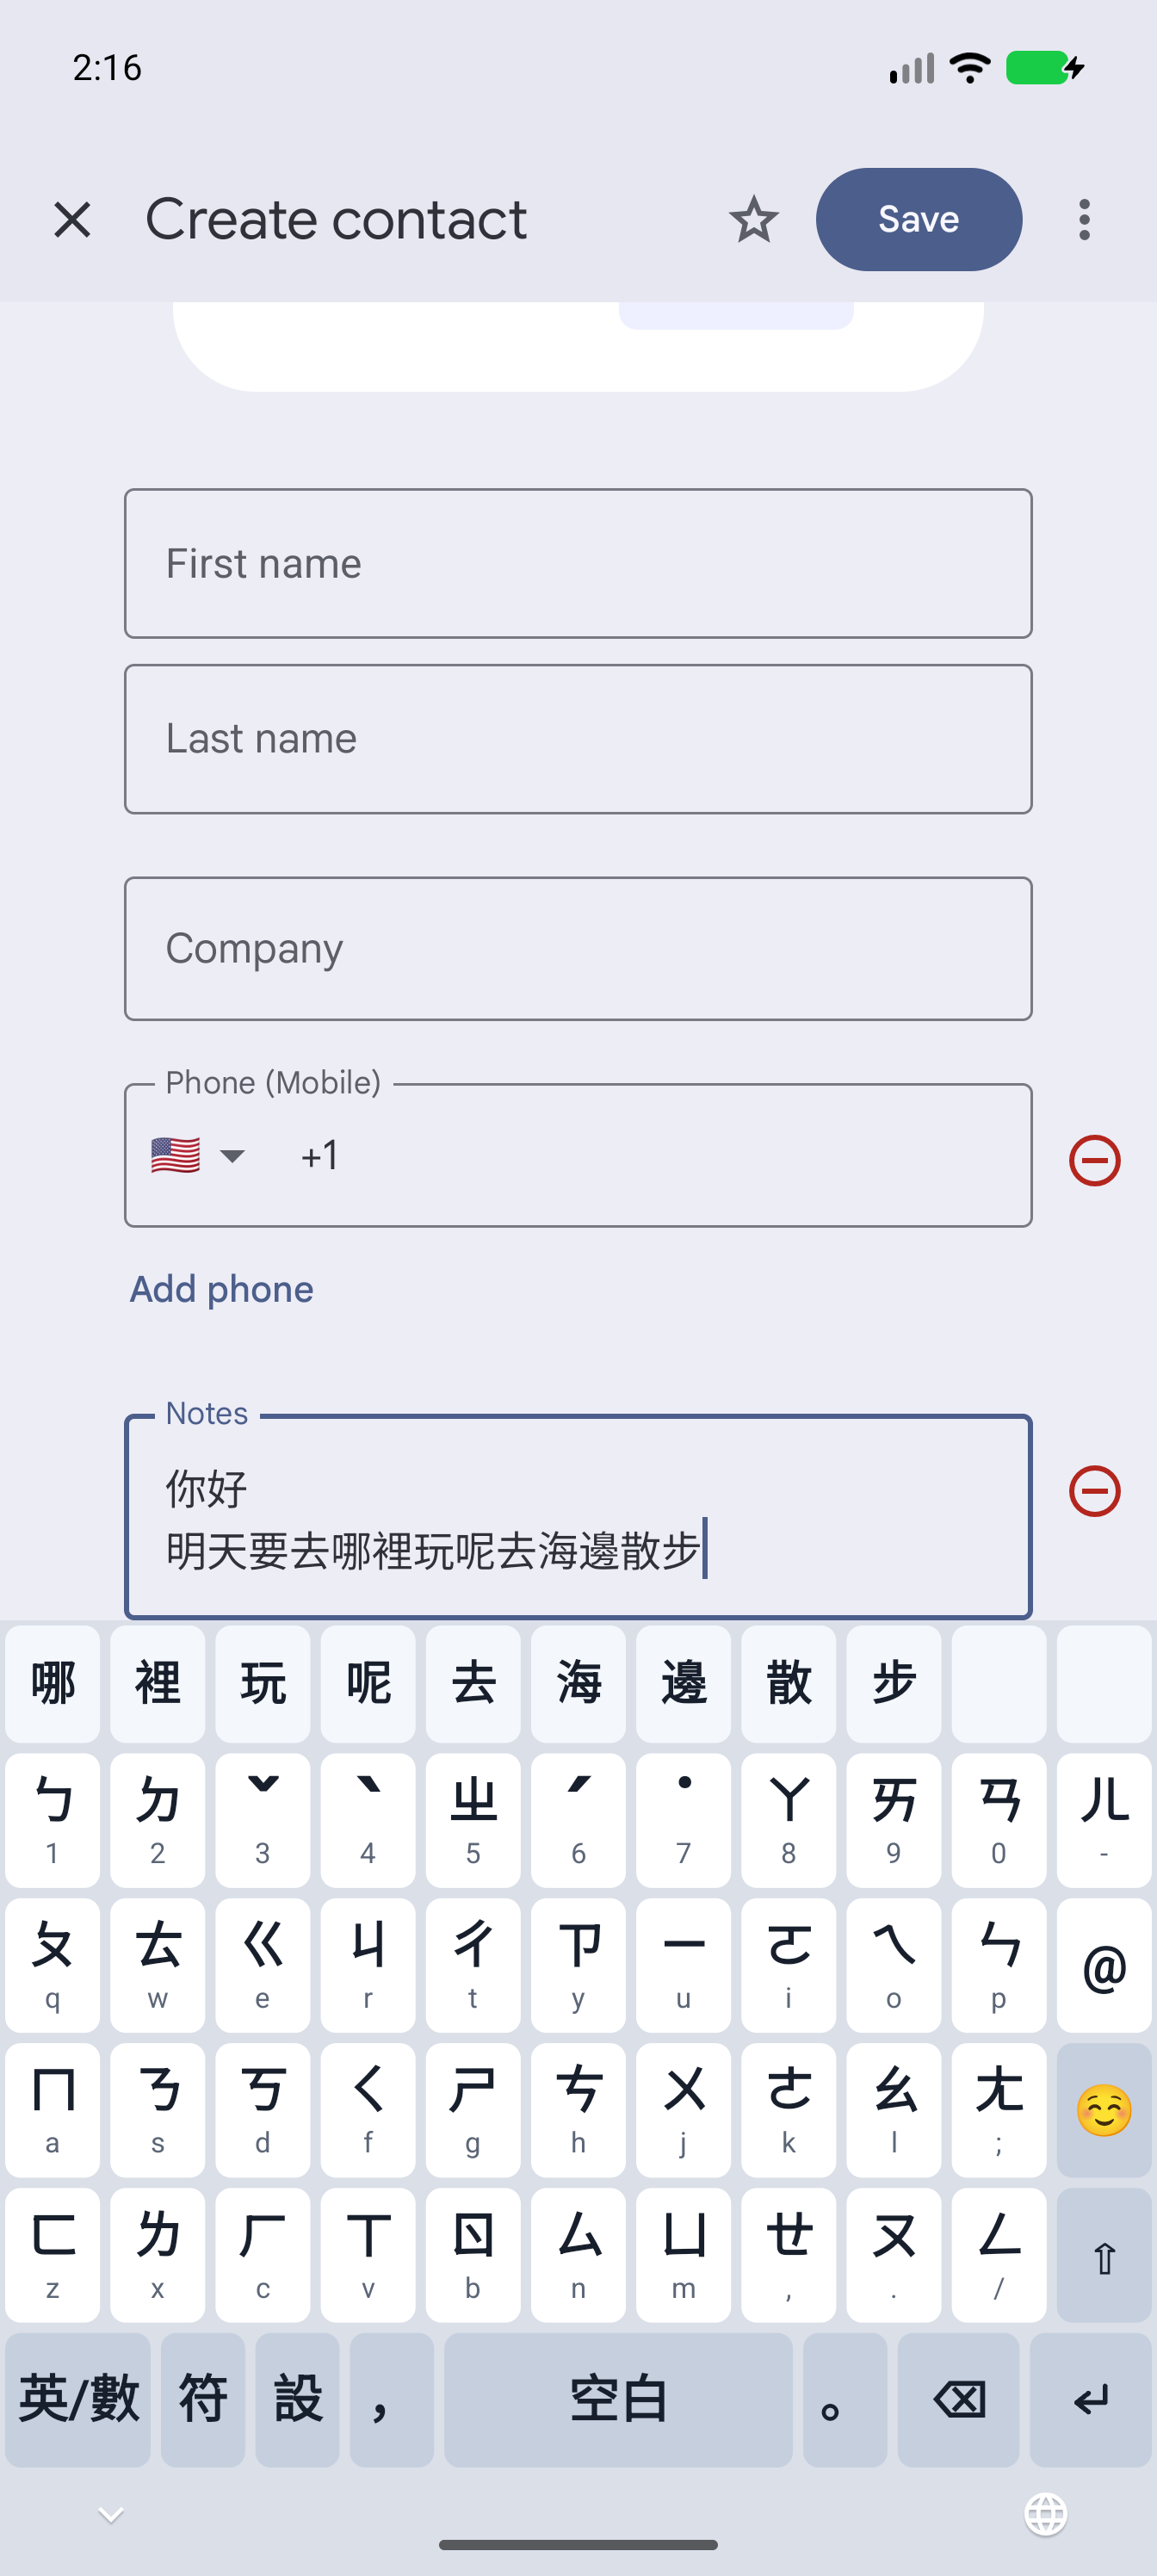 2:16
Create contact
Save
First name
Last name
Company
Phone (Mobile)
+1
Add phone
Notes
你好
明天要去哪裡玩呢去海邊散步
哪 裡 玩 呢 去 海 邊 散 步
ㄅ ㄉ ˇ ˋ ㄓ ˊ ˙ ㄚ ㄞ ㄢ ㄦ
1 2 3 4 5 6 7 8 9 0 -
ㄆ ㄊ ㄍ ㄐ ㄔ ㄗ ㄧ ㄛ ㄟ ㄣ @
q w e r t y u i o p
ㄇ ㄋ ㄎ ㄑ ㄕ ㄘ ㄨ ㄜ ㄠ ㄤ ☺️
a s d f g h j k l ;
ㄈ ㄌ ㄏ ㄒ ㄖ ㄙ ㄩ ㄝ ㄡ ㄥ ⇧
z x c v b n m , . /
英/數 符 設 ， 空白 。